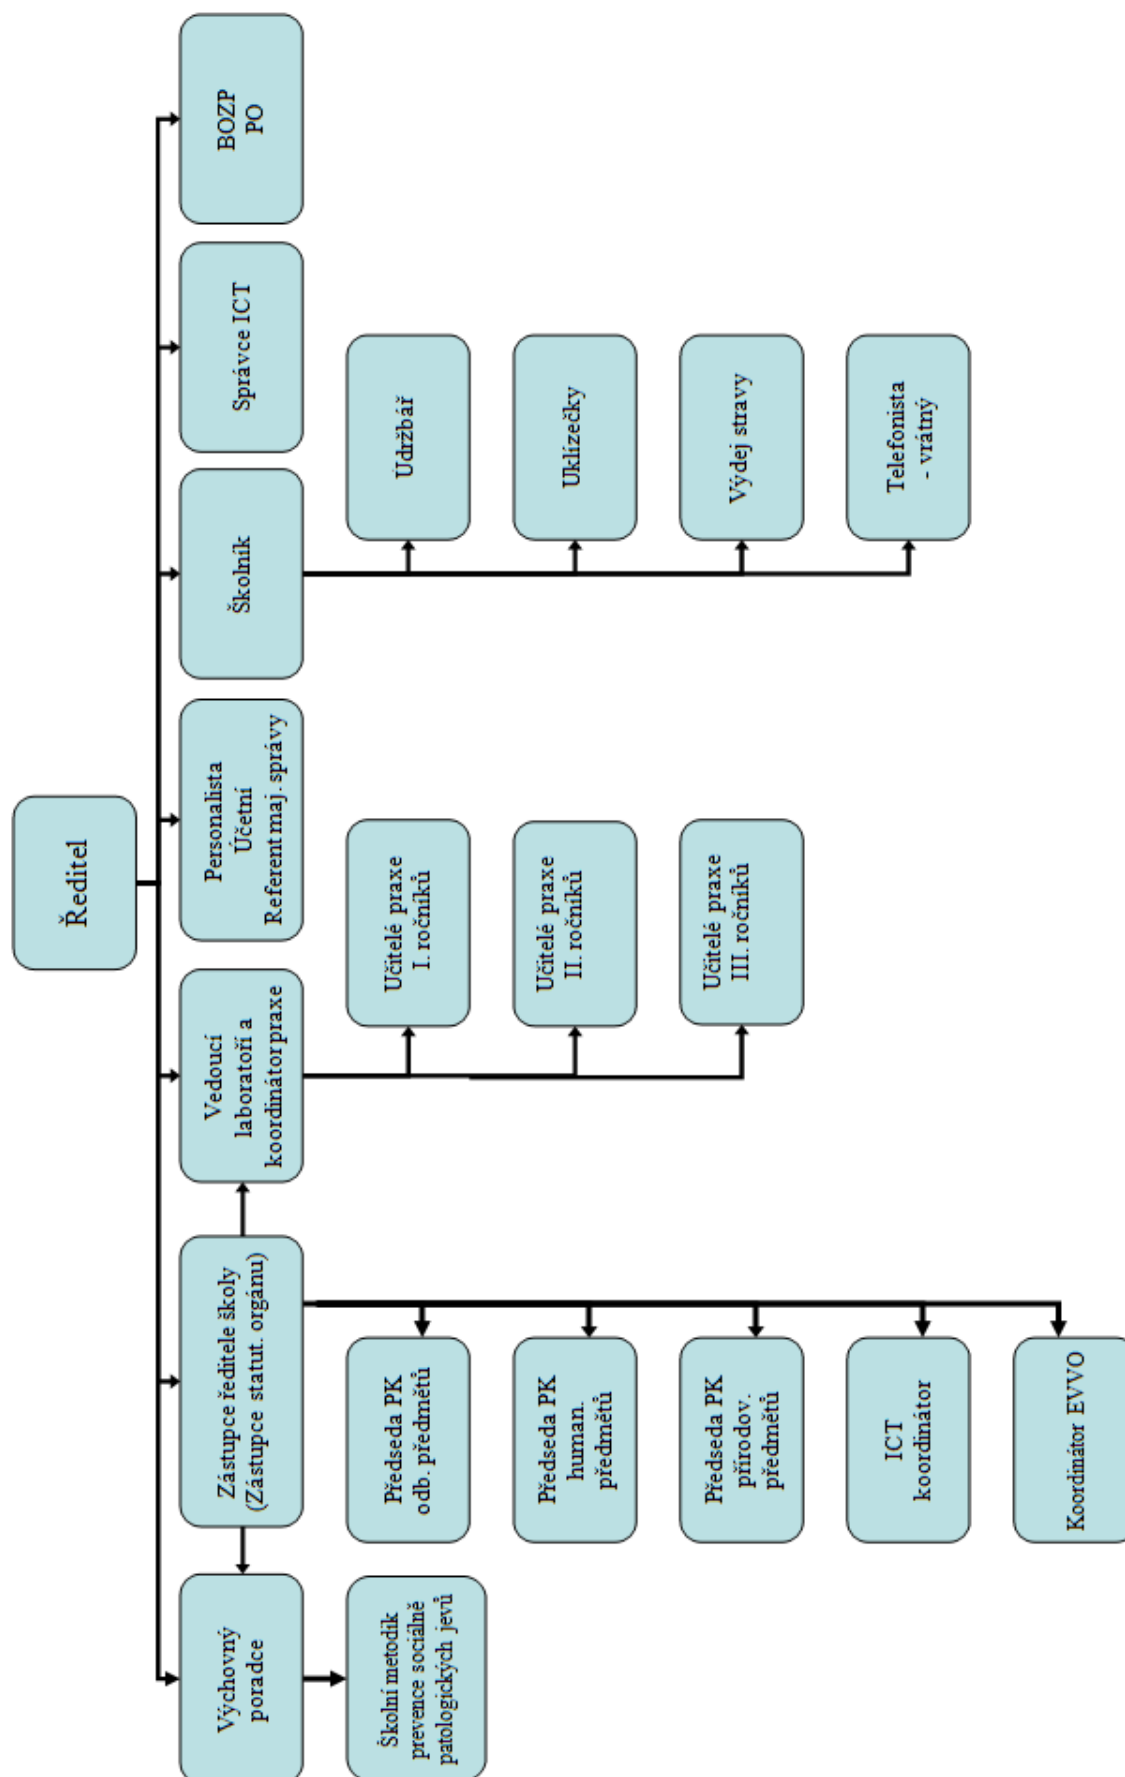 Ředitel
Výchovný
poradce
Zástupce ředitele školy
(Zástupce statut. orgánu)
Vedoucí
laboratoří a
koordinátor praxe
Personalista
Účetní
Referent maj. správy
Školník
Správce ICT
BOZP
PO
Školní metodik
prevence sociálně
patologických jevů
Předseda PK
odb. předmětů
Předseda PK
human.
předmětů
Předseda PK
přírodov.
předmětů
ICT
koordinátor
Koordinátor EVVO
Učitelé praxe
I. ročníků
Učitelé praxe
II. ročníků
Učitelé praxe
III. ročníků
Údržbář
Uklízečky
Výdej stravy
Telefonista
- vrátný